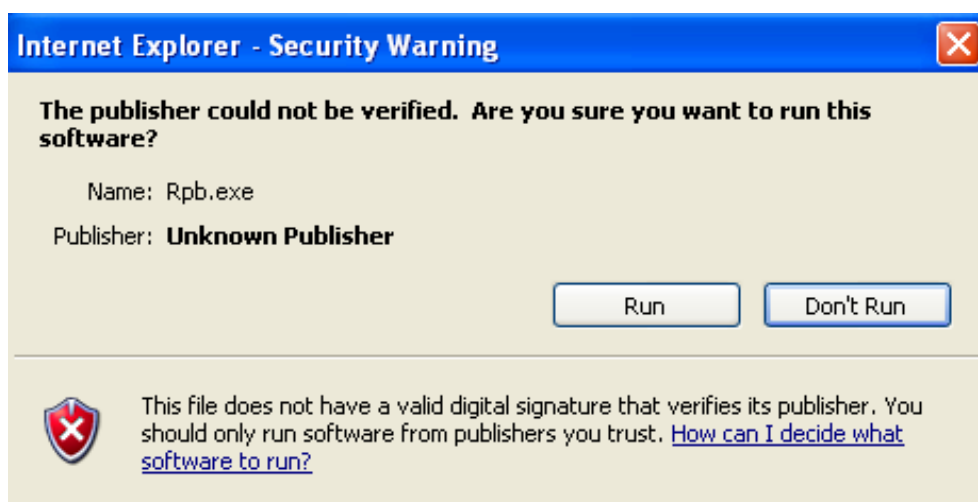 Internet Explorer - Security Warning
The publisher could not be verified.  Are you sure you want to run this
software?
Name: Rpb.exe
Publisher: Unknown Publisher
Run Don't Run
This file does not have a valid digital signature that verifies its publisher. You
should only run software from publishers you trust. How can I decide what
software to run?